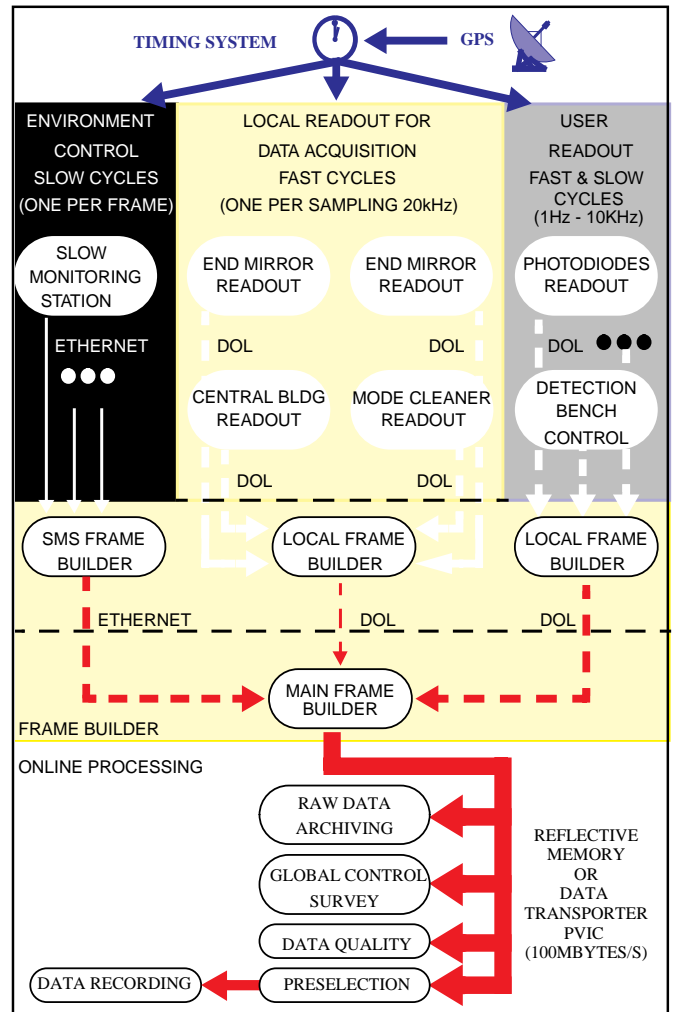 TIMING SYSTEM
GPS
ENVIRONMENT
CONTROL
SLOW CYCLES
(ONE PER FRAME)
LOCAL READOUT FOR
DATA ACQUISITION
FAST CYCLES
(ONE PER SAMPLING 20kHz)
USER
READOUT
FAST & SLOW
CYCLES
(1Hz - 10KHz)
SLOW
MONITORING
STATION
END MIRROR
READOUT
END MIRROR
READOUT
PHOTODIODES
READOUT
ETHERNET
DOL
DOL
DOL
CENTRAL BLDG
READOUT
MODE CLEANER
READOUT
DETECTION
BENCH
CONTROL
DOL
DOL
SMS FRAME
BUILDER
LOCAL FRAME
BUILDER
LOCAL FRAME
BUILDER
ETHERNET
DOL
DOL
MAIN FRAME
BUILDER
FRAME BUILDER
ONLINE PROCESSING
RAW DATA
ARCHIVING
GLOBAL CONTROL
SURVEY
DATA QUALITY
PRESELECTION
DATA RECORDING
REFLECTIVE
MEMORY
OR
DATA
TRANSPORTER
PVIC
(100MBYTES/S)